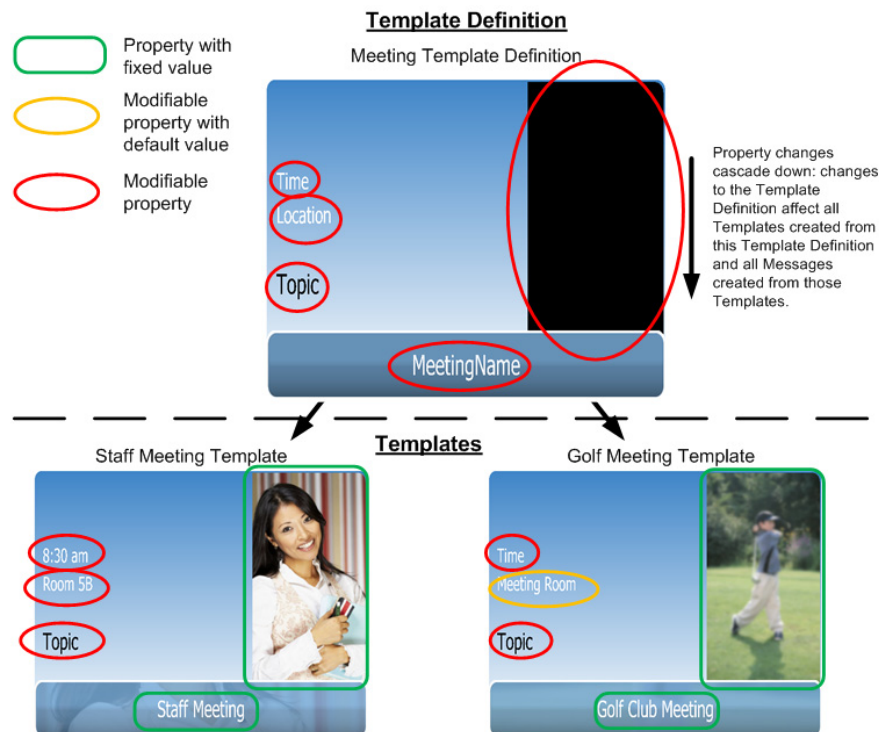 Template Definition
Property with
fixed value
Modifiable
property with
default value
Modifiable
property
Meeting Template Definition
Time
Location
Topic
MeetingName
Property changes
cascade down: changes
to the Template
Definition affect all
Templates created from
this Template Definition
and all Messages
created from those
Templates.
Templates
Staff Meeting Template
8:30 am
Room 5B
Topic
Staff Meeting
Golf Meeting Template
Time
Meeting Room
Topic
Golf Club Meeting